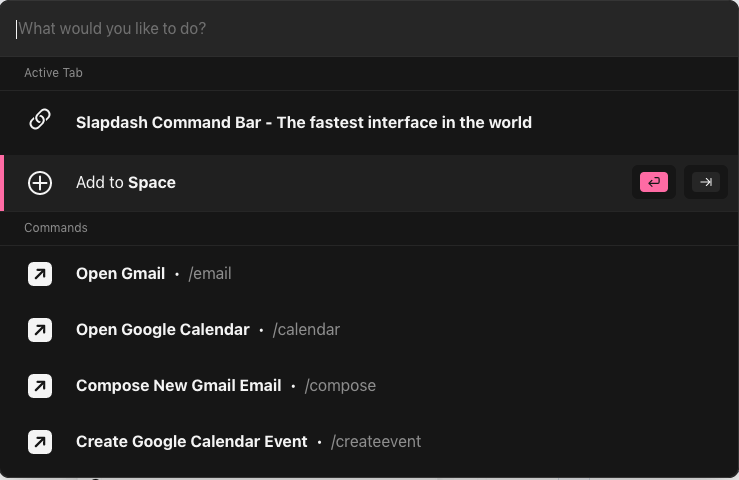 What would you like to do?
Active Tab
Slapdash Command Bar - The fastest interface in the world
Add to Space
Commands
Open Gmail • /email
Open Google Calendar • /calendar
Compose New Gmail Email • /compose
Create Google Calendar Event • /createevent